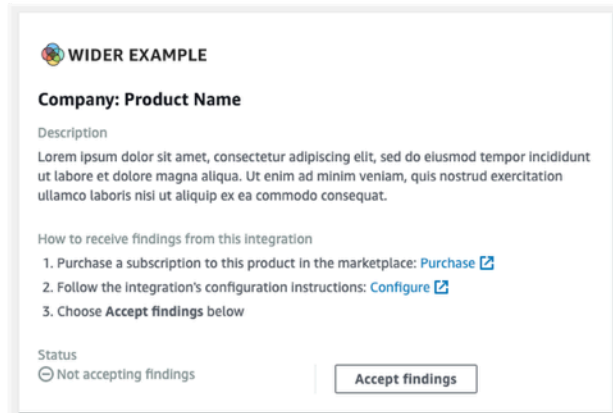 WIDER EXAMPLE
Company: Product Name
Description
Lorem ipsum dolor sit amet, consectetur adipiscing elit, sed do eiusmod tempor incididunt
ut labore et dolore magna aliqua. Ut enim ad minim veniam, quis nostrud exercitation
ullamco laboris nisi ut aliquip ex ea commodo consequat.
How to receive findings from this integration
1. Purchase a subscription to this product in the marketplace: Purchase
2. Follow the integration's configuration instructions: Configure
3. Choose Accept findings below
Status
Not accepting findings
Accept findings